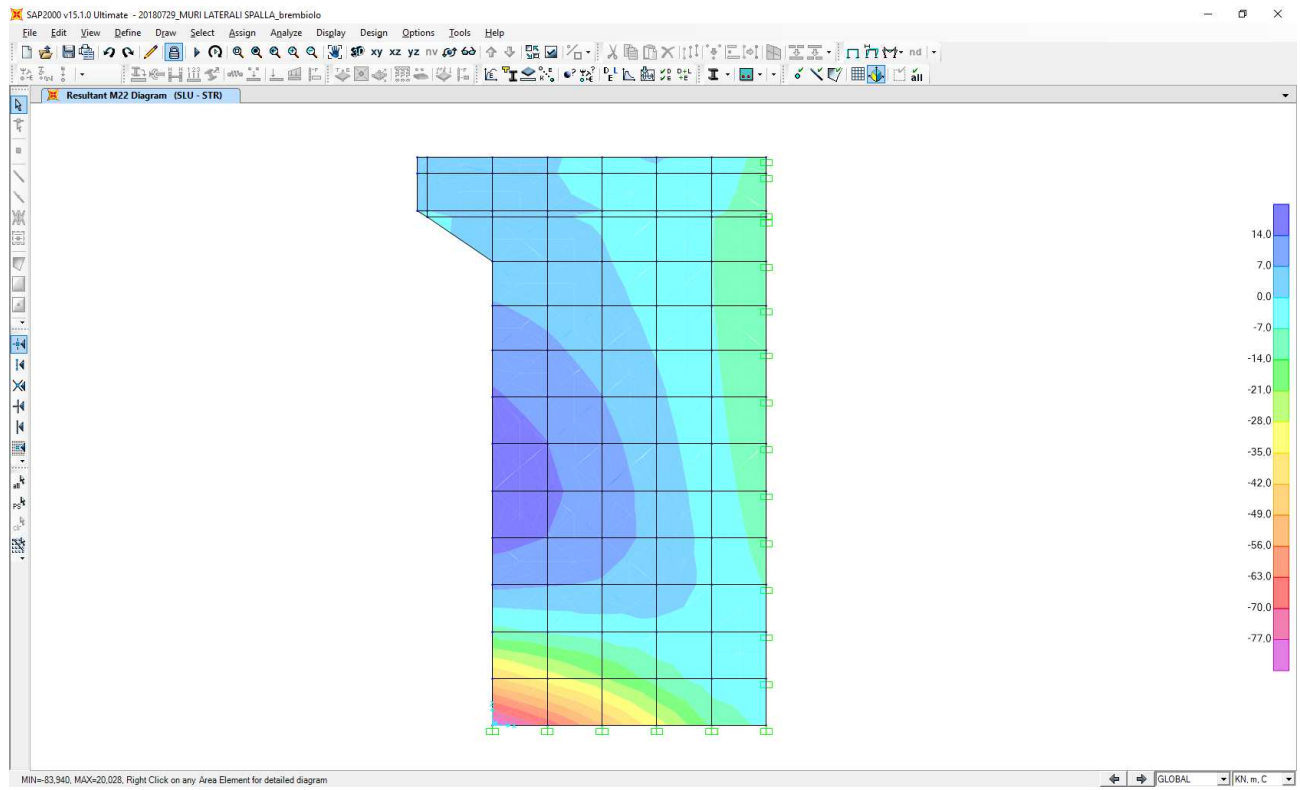 SAP2000 v15.1.0 Ultimate - 20180729_MURI LATERALI SPALLA_brembiolo
File Edit View Define Draw Select Assign Analyze Display Design Options Tools Help
3D xy xz yz nv nd
all
Resultant M22 Diagram (SLU - STR)
14.0
7.0
0.0
-7.0
-14.0
-21.0
-28.0
-35.0
-42.0
-49.0
-56.0
-63.0
-70.0
-77.0
all
PS
clr
MIN=-83,940, MAX=20,028, Right Click on any Area Element for detailed diagram
GLOBAL
KN, m, C